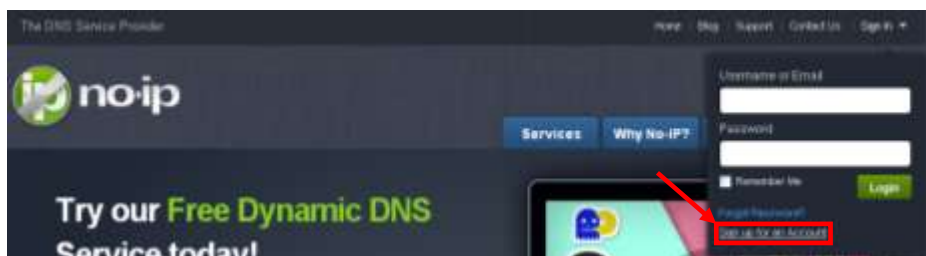 The DNS Service Provider
Home Blog Support Contact Us Sign In
no·ip
Username or Email
Services Why No-IP?
Password
Remember Me
Login
Forgot Password?
Sign up for an Account
Try our Free Dynamic DNS
Service today!